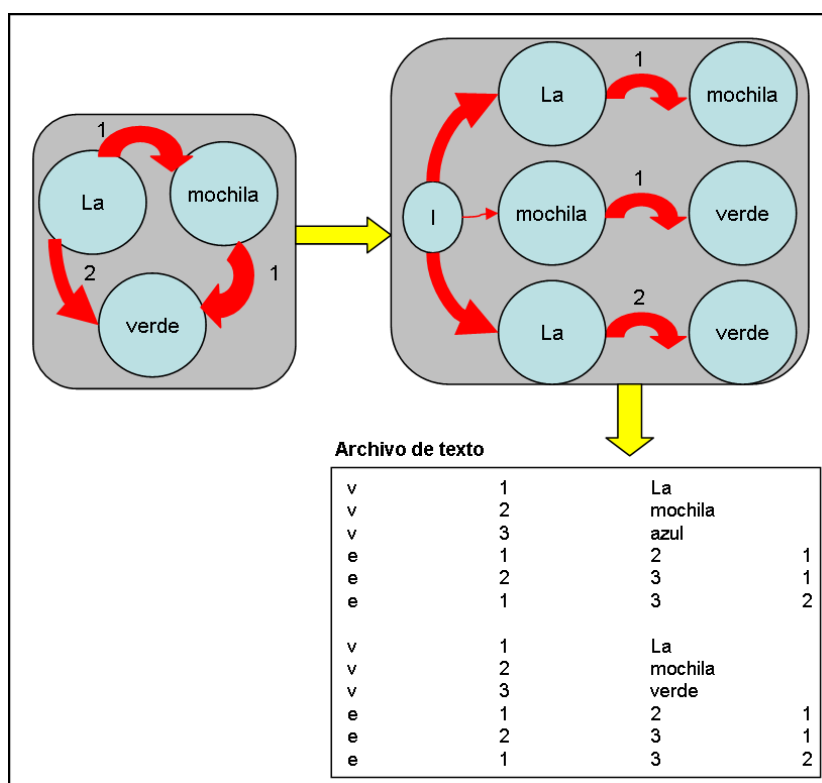 1
La
mochila
2
1
verde
I
La
1
mochila
mochila
1
verde
La
2
verde
Archivo de texto
v 1 La
v 2 mochila
v 3 azul
e 1 2 1
e 2 3 1
e 1 3 2
v 1 La
v 2 mochila
v 3 verde
e 1 2 1
e 2 3 1
e 1 3 2